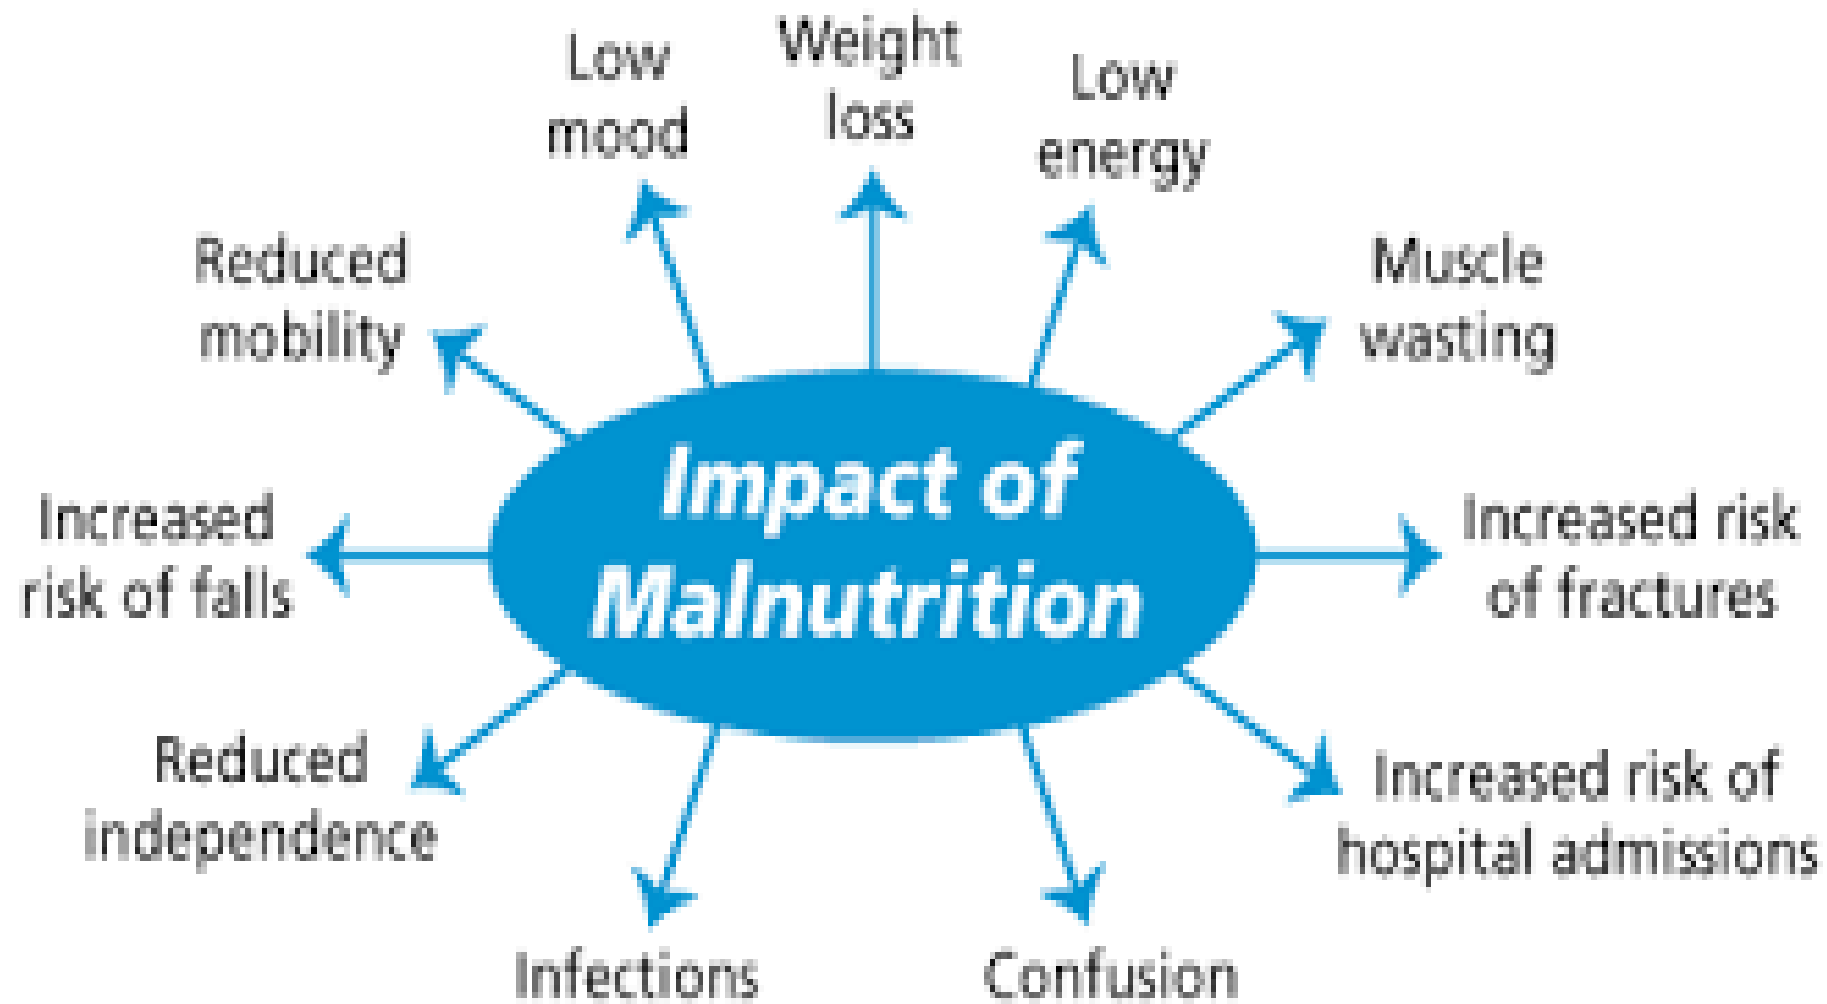 Weight
loss
Low
energy
Muscle
wasting
Increased risk
of fractures
Increased risk of
hospital admissions
Confusion
Infections
Reduced
independence
Increased
risk of falls
Reduced
mobility
Low
mood
Impact of
Malnutrition